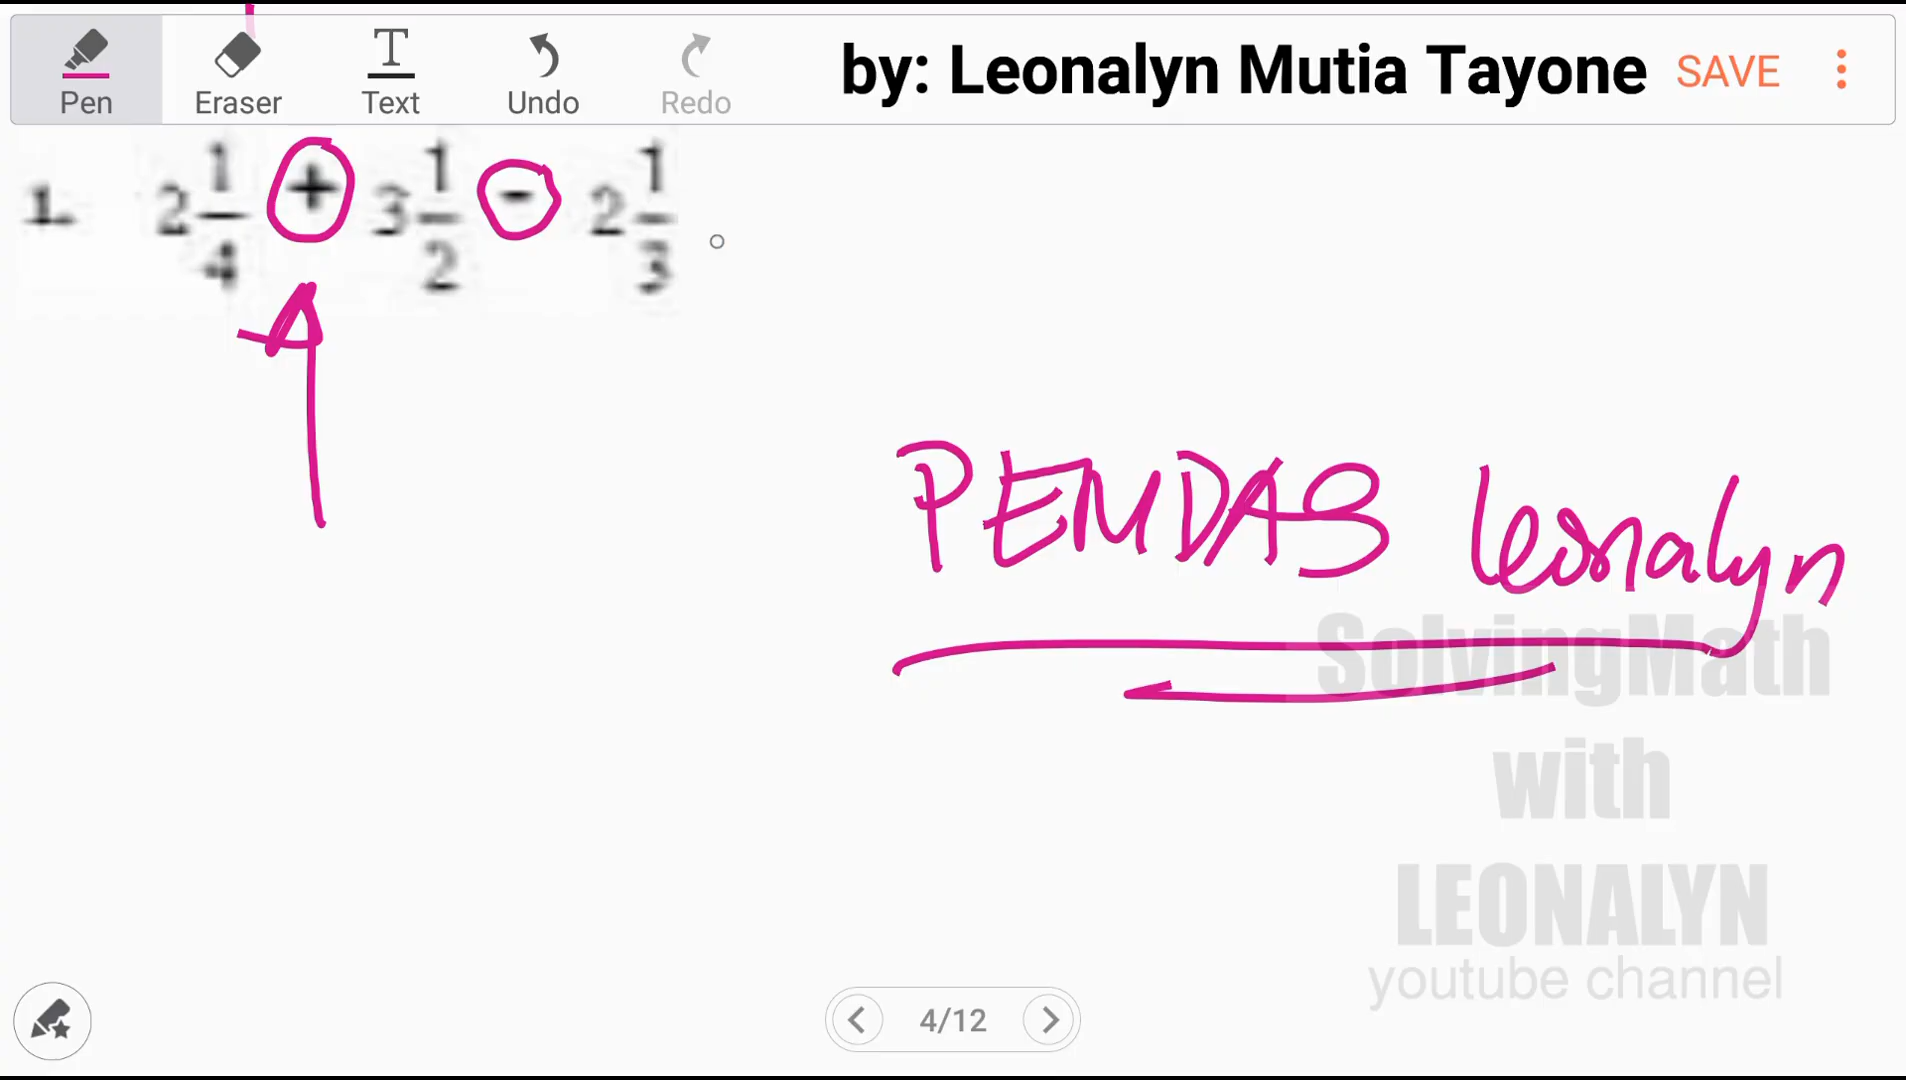 Pen Eraser Text Undo Redo by: Leonalyn Mutia Tayone SAVE
1. 2 1/4 + 3 1/2 - 2 1/3
PEMDAS leonalyn
SolvingMath
with
LEONALYN
youtube channel
4/12